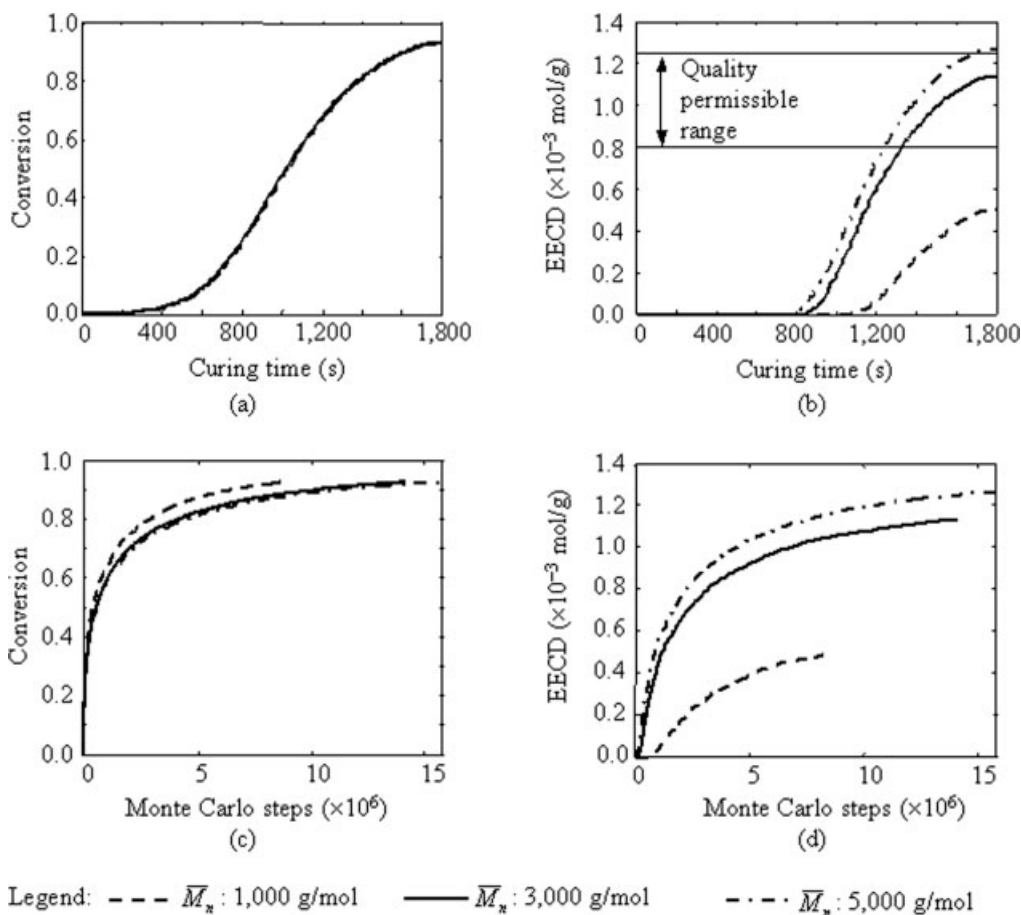 1.0
0.8
0.6
0.4
0.2
0.0
Conversion
0 400 800 1,200 1,800
Curing time (s)
(a)
1.4
1.2
1.0
0.8
0.6
0.4
0.2
0.0
EECD (×10⁻³ mol/g)
Quality
permissible
range
0 400 800 1,200 1,800
Curing time (s)
(b)
1.0
0.8
0.6
0.4
0.2
0.0
Conversion
0 5 10 15
Monte Carlo steps (×10⁶)
(c)
1.4
1.2
1.0
0.8
0.6
0.4
0.2
0.0
EECD (×10⁻³ mol/g)
0 5 10 15
Monte Carlo steps (×10⁶)
(d)
Legend: M̅ₙ : 1,000 g/mol M̅ₙ : 3,000 g/mol M̅ₙ : 5,000 g/mol